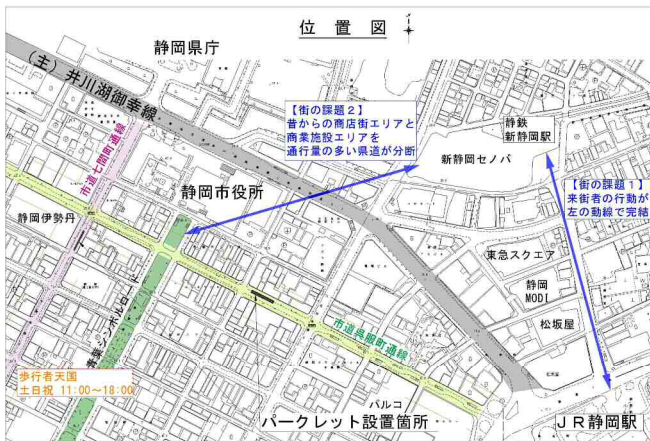 位 置 図
静岡県庁
(主)井川湖御幸線
【街の課題2】
昔からの商店街エリアと
商業施設エリアを
通行量の多い県道が分断
静鉄
新静岡駅
新静岡セノバ
市道七間町通線
静岡市役所
【街の課題1】
来街者の行動が
左の動線で完結
静岡伊勢丹
東急スクエア
静岡
MODI
松坂屋
青葉シンボルロード
市道呉服町通線
歩行者天国
土日祝 11:00~18:00
パルコ
パークレット設置箇所
JR静岡駅